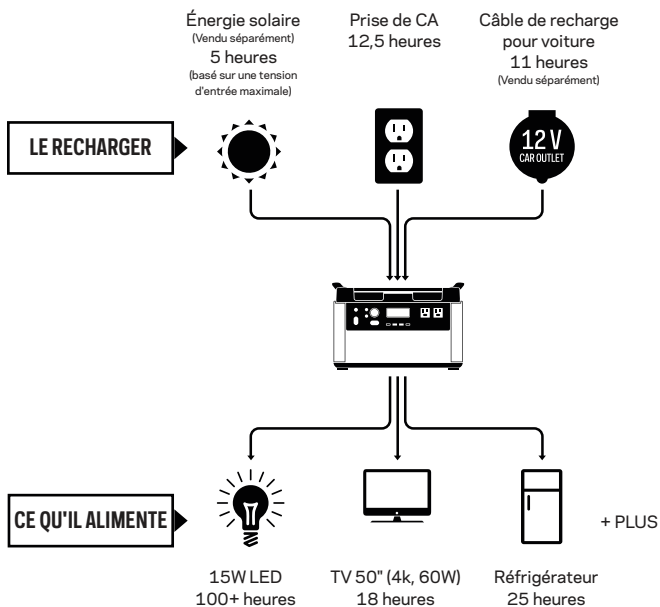 Énergie solaire
(Vendu séparément)
5 heures
(basé sur une tension
d'entrée maximale)
Prise de CA
12,5 heures
Câble de recharge
pour voiture
11 heures
(Vendu séparément)
LE RECHARGER
12 V
CAR OUTLET
CE QU'IL ALIMENTE
+ PLUS
15W LED
100+ heures
TV 50" (4k, 60W)
18 heures
Réfrigérateur
25 heures